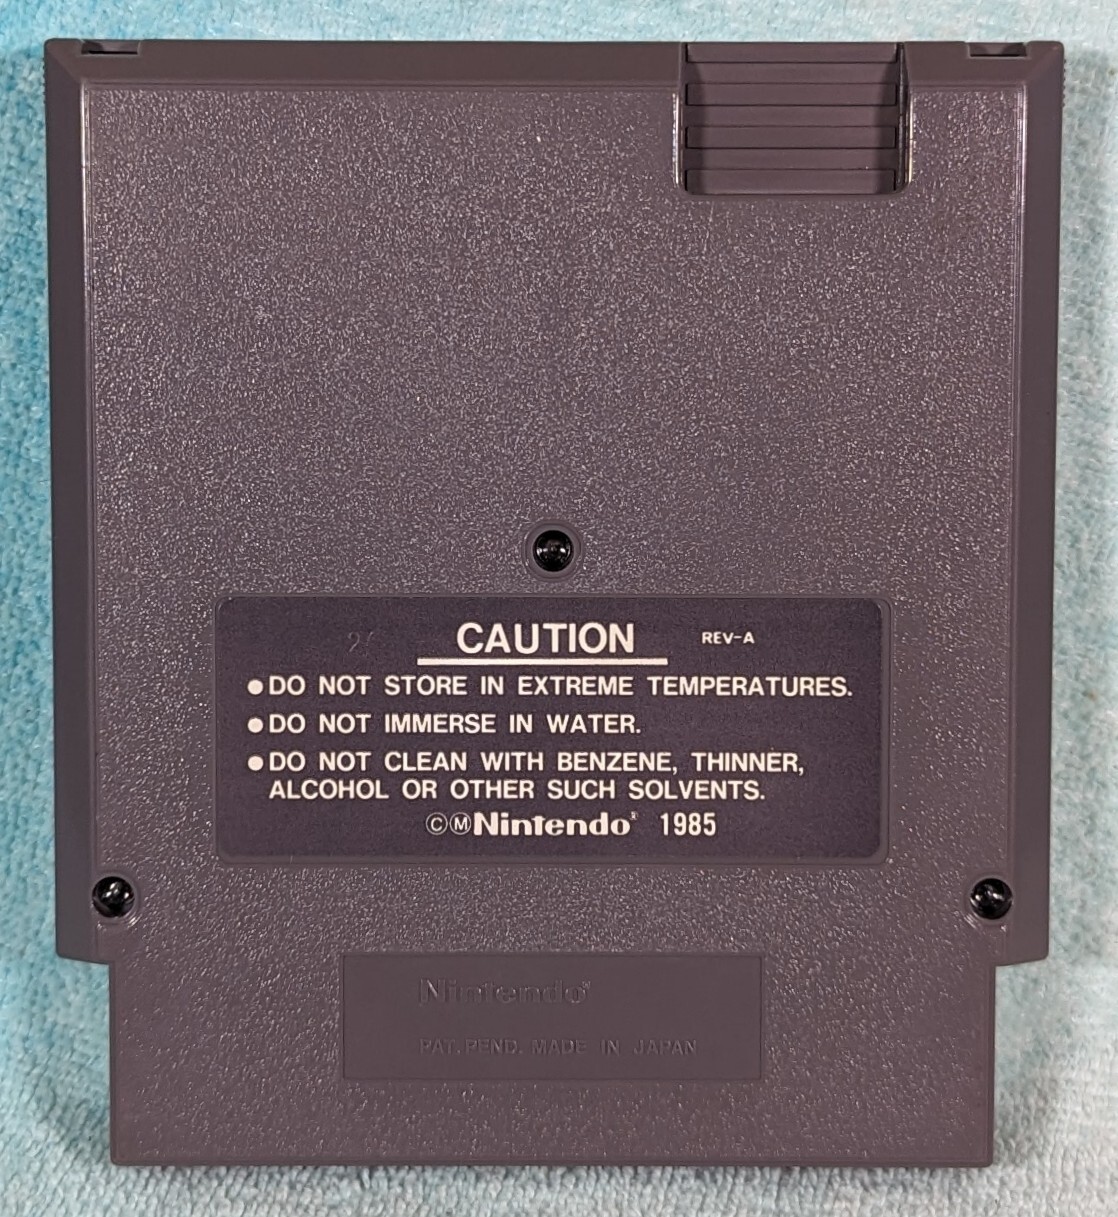 CAUTION REV-A
●DO NOT STORE IN EXTREME TEMPERATURES.
●DO NOT IMMERSE IN WATER.
●DO NOT CLEAN WITH BENZENE, THINNER,
ALCOHOL OR OTHER SUCH SOLVENTS.
ⒸⓂNintendo® 1985
Nintendo®
PAT. PEND. MADE IN JAPAN